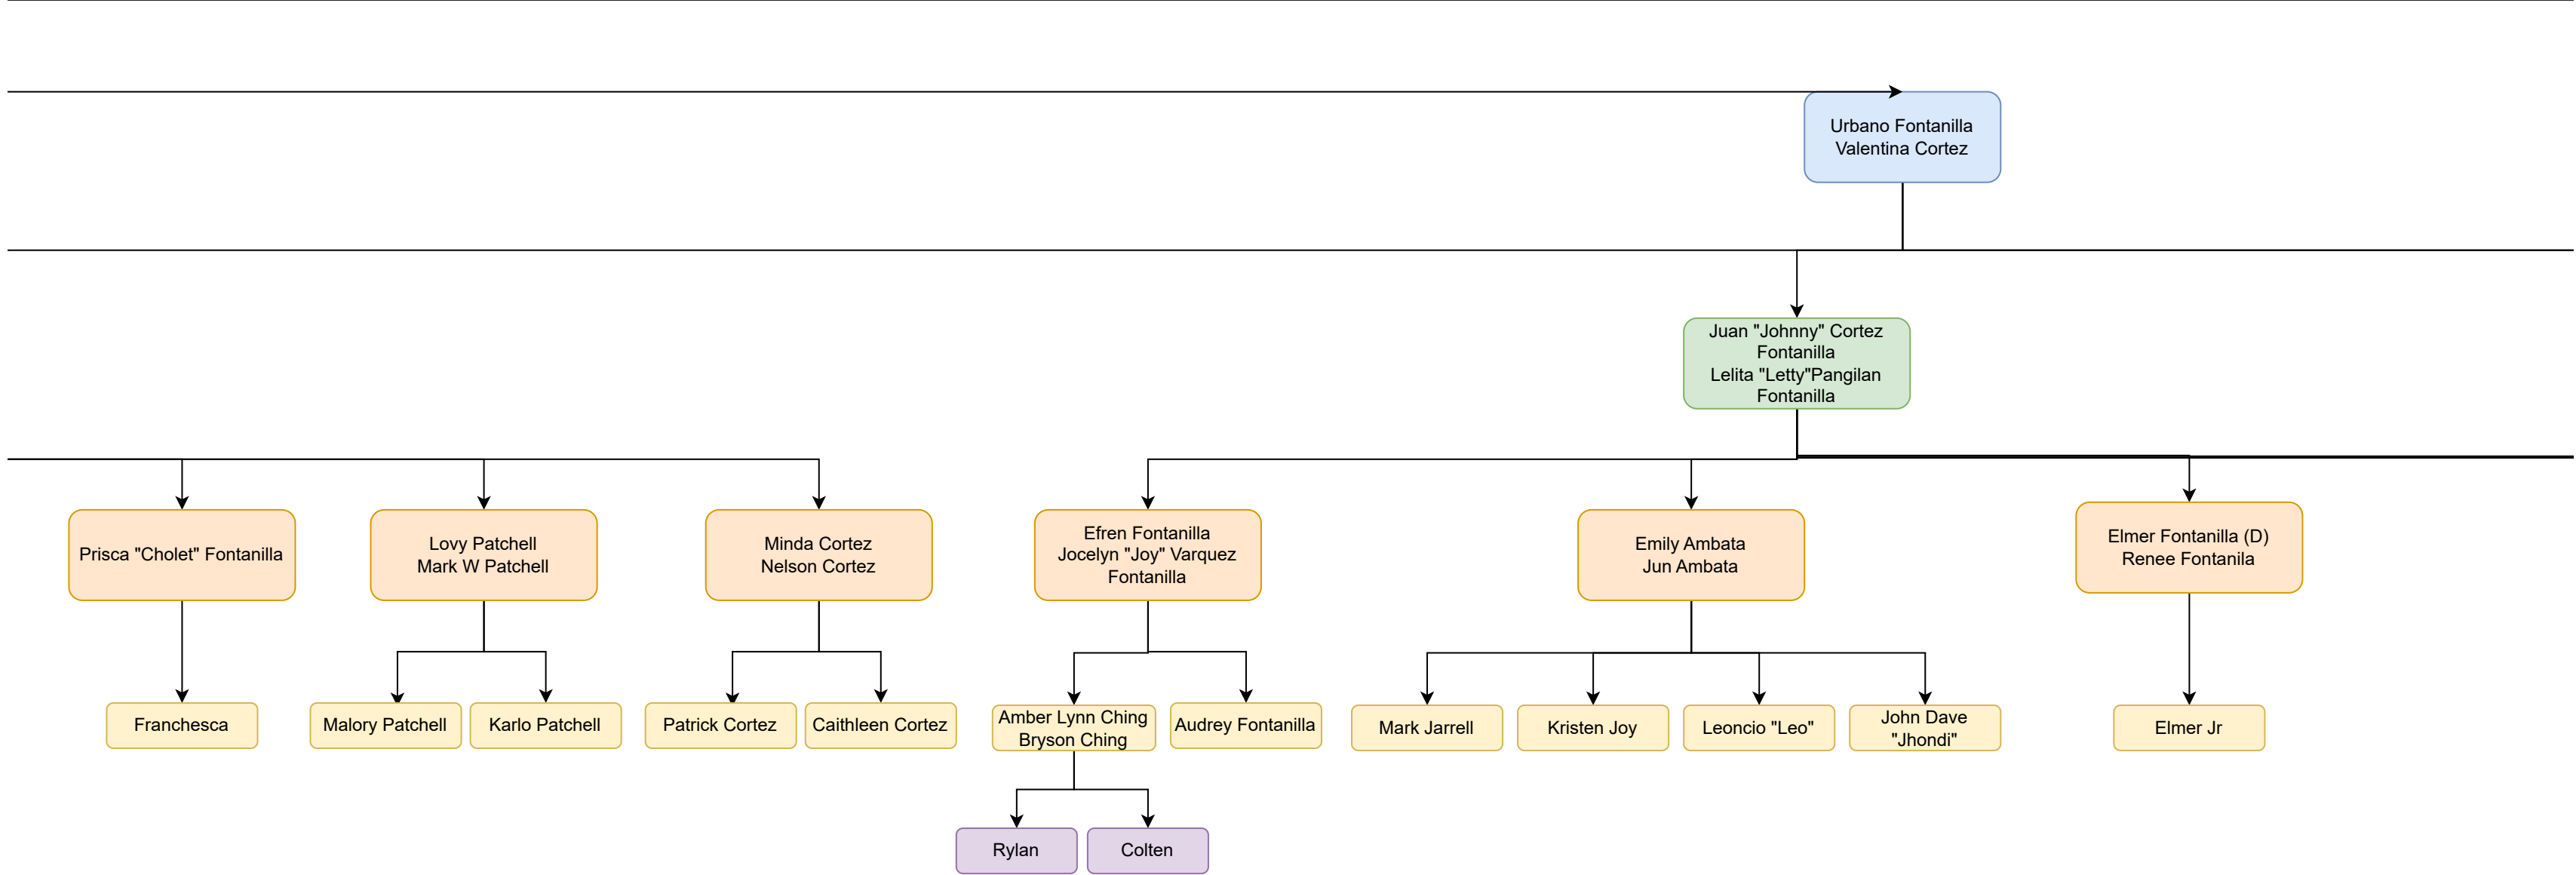 Urbano Fontanilla
Valentina Cortez
Juan "Johnny" Cortez
Fontanilla
Lelita "Letty"Pangilan
Fontanilla
Prisca "Cholet" Fontanilla
Lovy Patchell
Mark W Patchell
Minda Cortez
Nelson Cortez
Efren Fontanilla
Jocelyn "Joy" Varquez
Fontanilla
Emily Ambata
Jun Ambata
Elmer Fontanilla (D)
Renee Fontanila
Franchesca
Malory Patchell
Karlo Patchell
Patrick Cortez
Caithleen Cortez
Amber Lynn Ching
Bryson Ching
Audrey Fontanilla
Mark Jarrell
Kristen Joy
Leoncio "Leo"
John Dave
"Jhondi"
Elmer Jr
Rylan
Colten